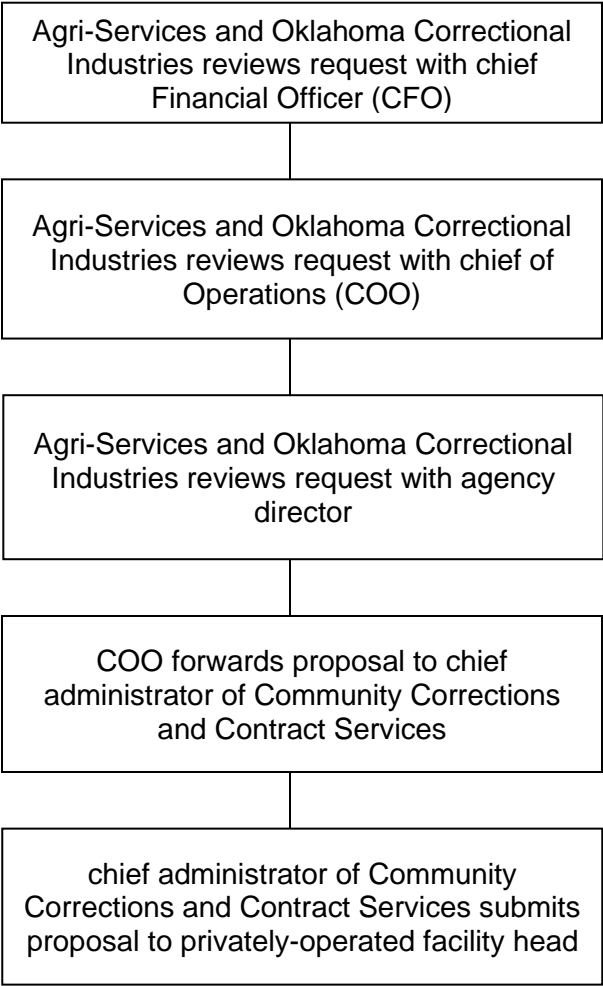 Agri-Services and Oklahoma Correctional
Industries reviews request with chief
Financial Officer (CFO)
Agri-Services and Oklahoma Correctional
Industries reviews request with chief of
Operations (COO)
Agri-Services and Oklahoma Correctional
Industries reviews request with agency
director
COO forwards proposal to chief
administrator of Community Corrections
and Contract Services
chief administrator of Community
Corrections and Contract Services submits
proposal to privately-operated facility head